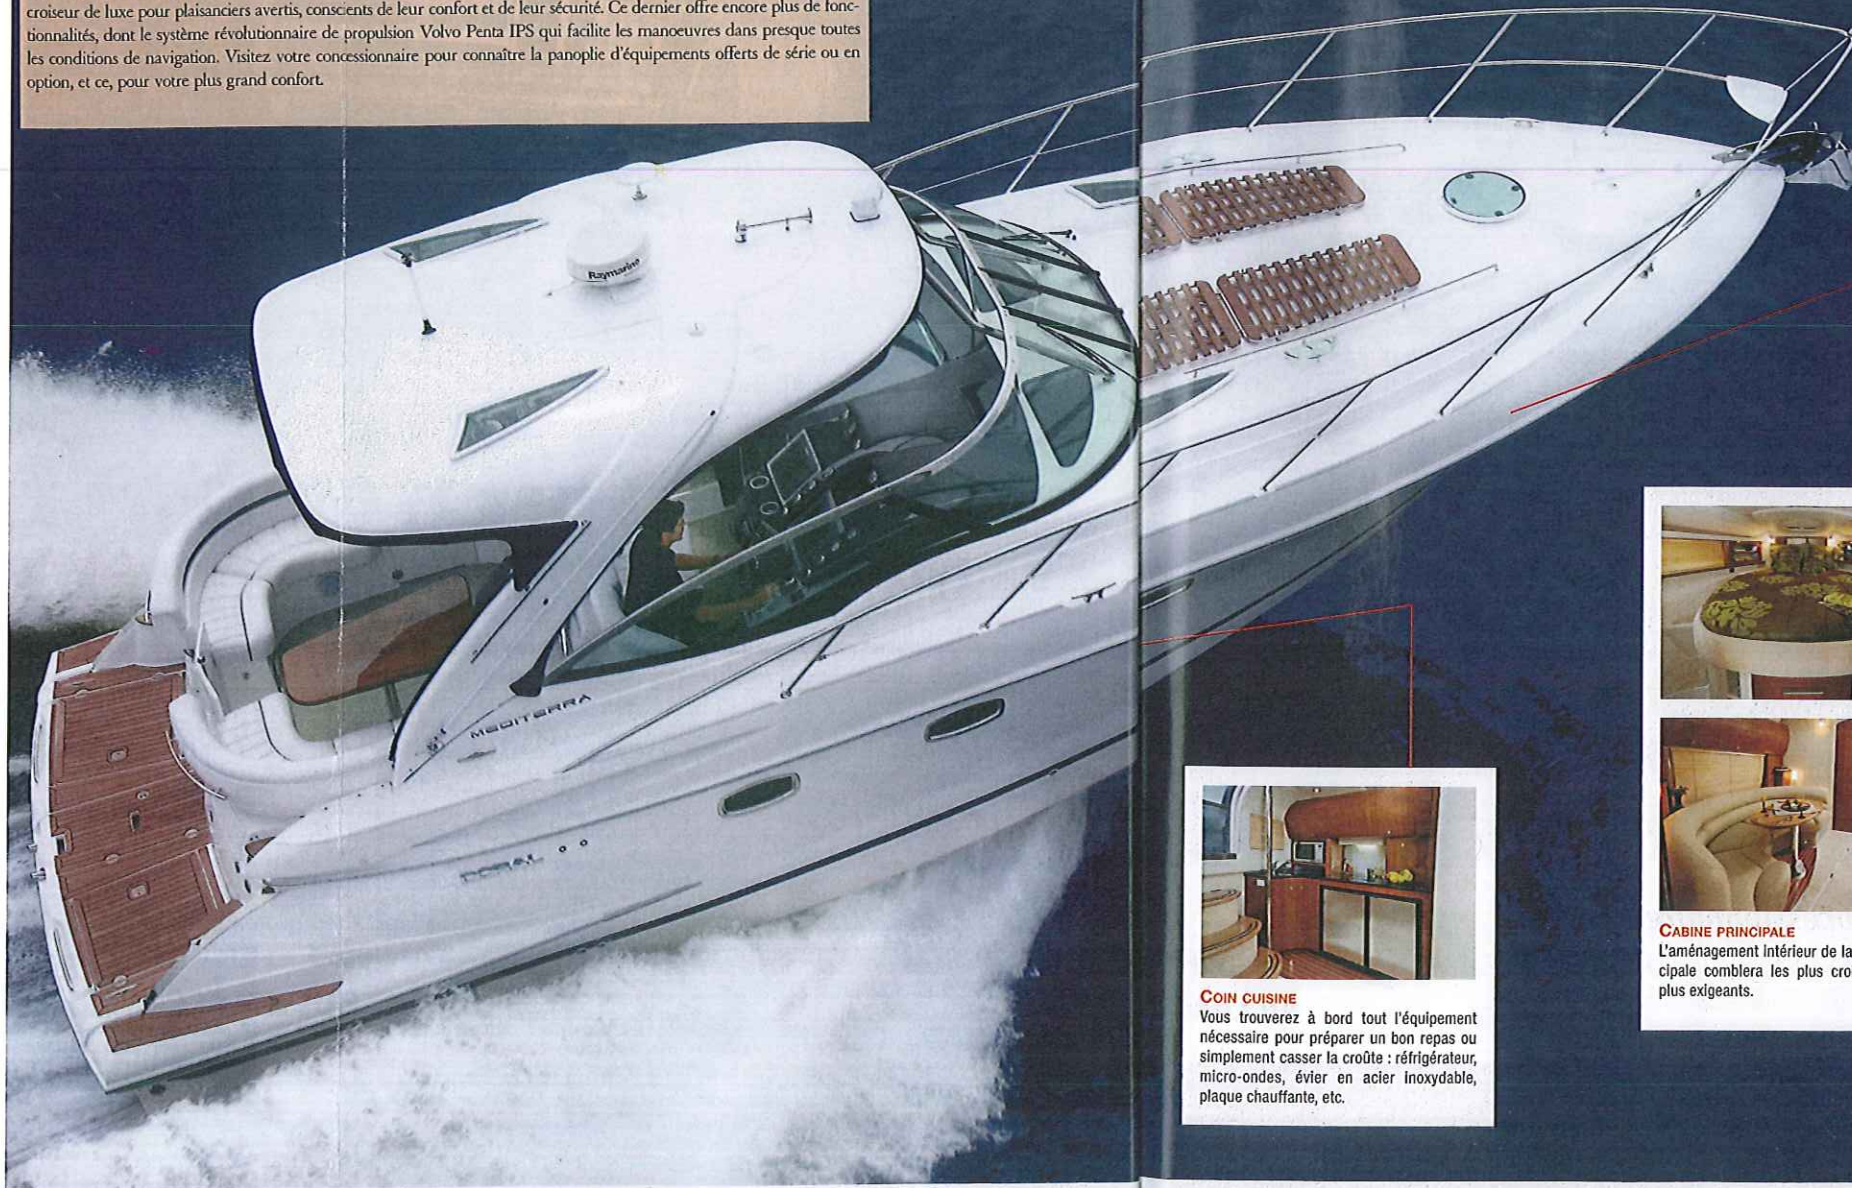 croiseur de luxe pour plaisanciers avertis, conscients de leur confort et de leur sécurité. Ce dernier offre encore plus de fonc-
tionnalités, dont le système révolutionnaire de propulsion Volvo Penta IPS qui facilite les manoeuvres dans presque toutes
les conditions de navigation. Visitez votre concessionnaire pour connaître la panoplie d'équipements offerts de série ou en
option, et ce, pour votre plus grand confort.
Raymarine
MEDITERRA
DORAL
COIN CUISINE
Vous trouverez à bord tout l'équipement
nécessaire pour préparer un bon repas ou
simplement casser la croûte : réfrigérateur,
micro-ondes, évier en acier inoxydable,
plaque chauffante, etc.
CABINE PRINCIPALE
L'aménagement intérieur de la
cipale comblera les plus cro
plus exigeants.